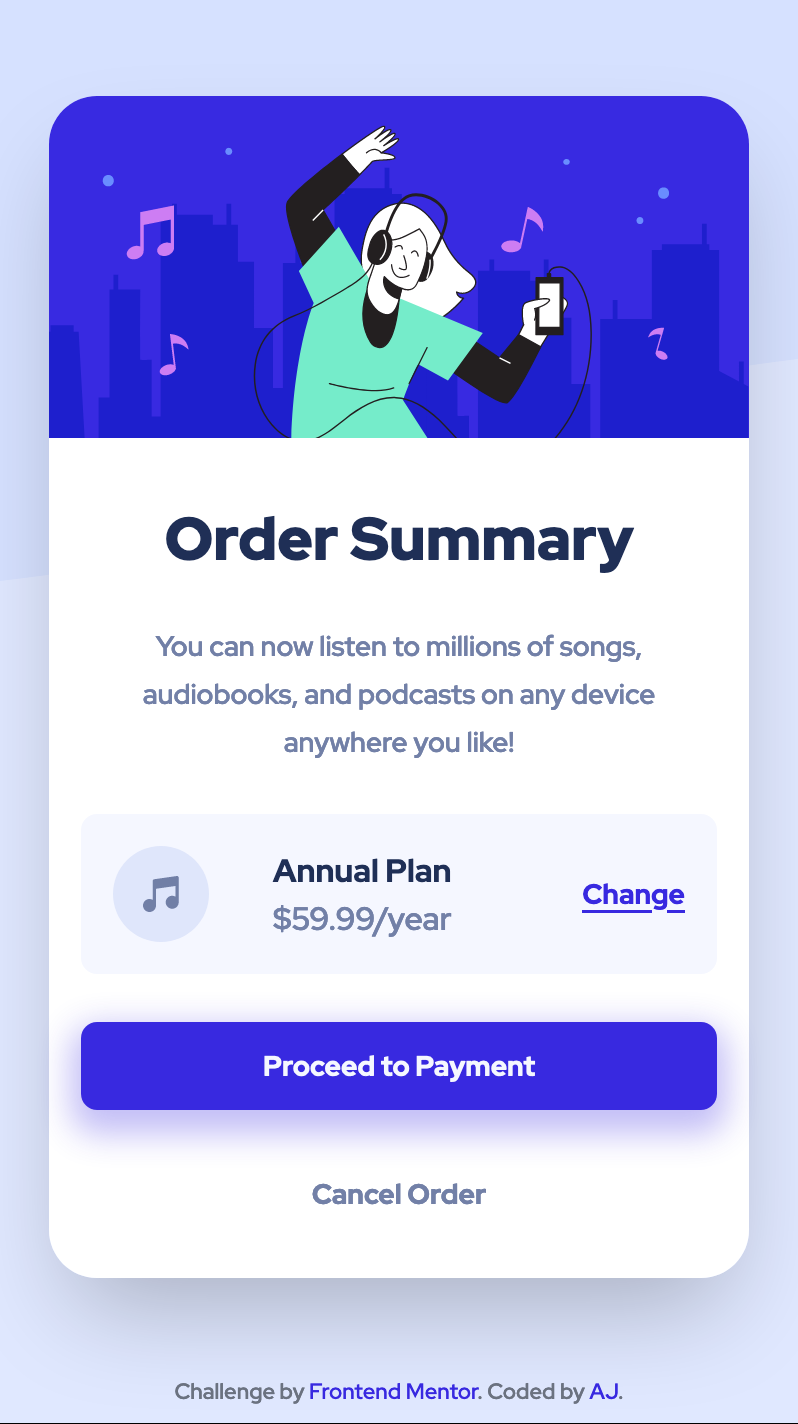 Order Summary
You can now listen to millions of songs,
audiobooks, and podcasts on any device
anywhere you like!
Annual Plan
$59.99/year
Change
Proceed to Payment
Cancel Order
Challenge by Frontend Mentor. Coded by AJ.